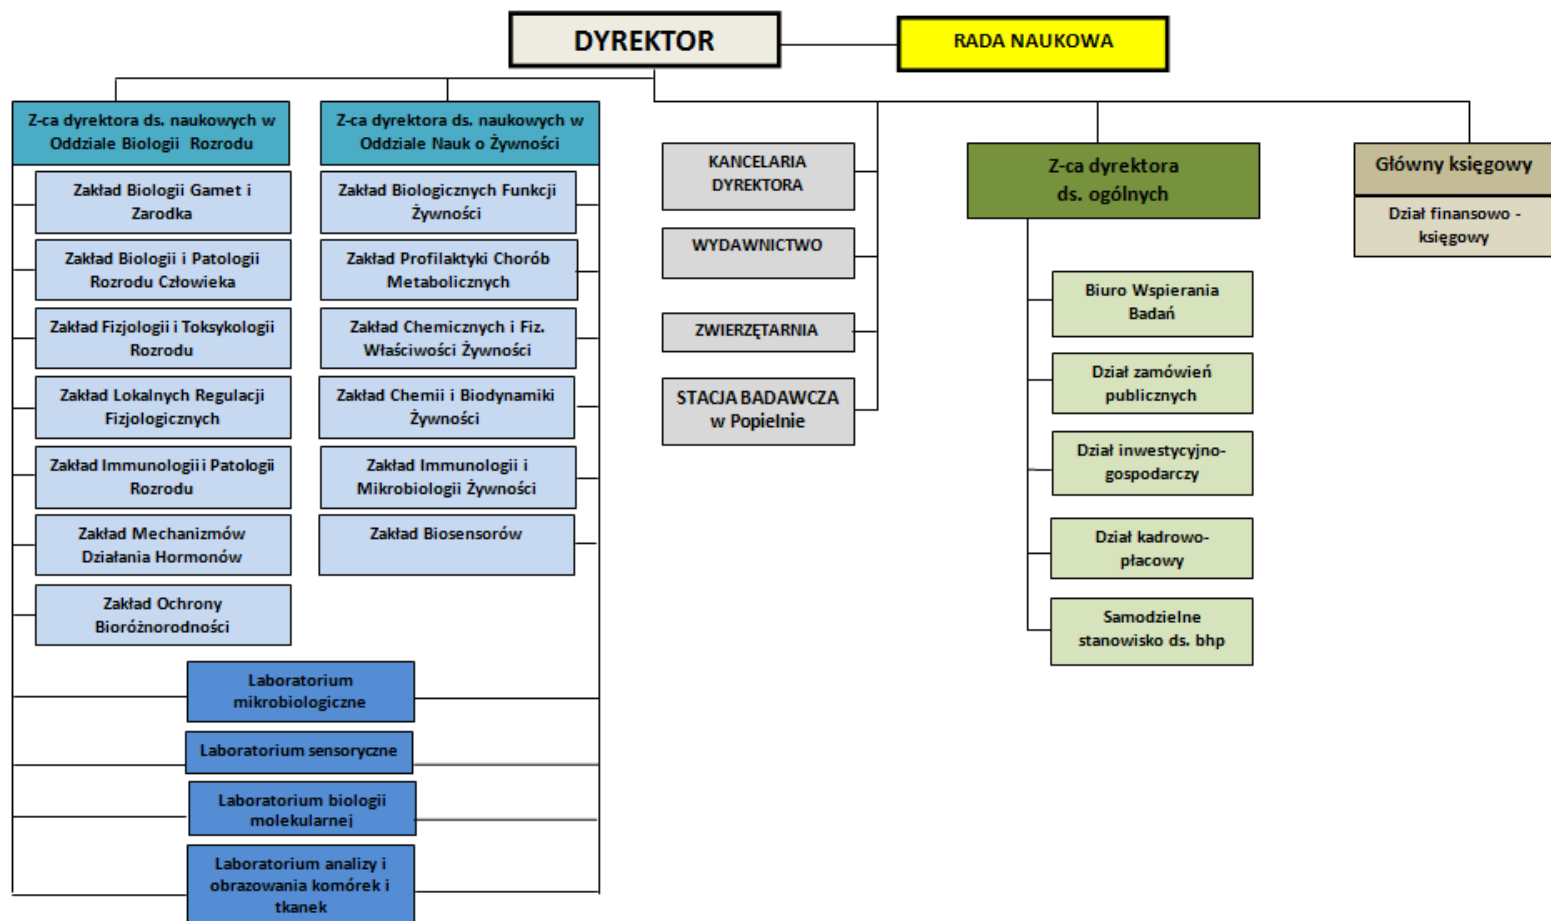 DYREKTOR
RADA NAUKOWA
Z-ca dyrektora ds. naukowych w
Oddziale Biologii Rozrodu
Zakład Biologii Gamet i
Zarodka
Zakład Biologii i Patologii
Rozrodu Człowieka
Zakład Fizjologii i Toksykologii
Rozrodu
Zakład Lokalnych Regulacji
Fizjologicznych
Zakład Immunologii i Patologii
Rozrodu
Zakład Mechanizmów
Działania Hormonów
Zakład Ochrony
Bioróżnorodności
Z-ca dyrektora ds. naukowych w
Oddziale Nauk o Żywności
Zakład Biologicznych Funkcji
Żywności
Zakład Profilaktyki Chorób
Metabolicznych
Zakład Chemicznych i Fiz.
Właściwości Żywności
Zakład Chemii i Biodynamiki
Żywności
Zakład Immunologii i
Mikrobiologii Żywności
Zakład Biosensorów
Laboratorium
mikrobiologiczne
Laboratorium sensoryczne
Laboratorium biologii
molekularnej
Laboratorium analizy i
obrazowania komórek i
tkanek
KANCELARIA
DYREKTORA
WYDAWNICTWO
ZWIERZĘTARNIA
STACJA BADAWCZA
w Popielnie
Z-ca dyrektora
ds. ogólnych
Biuro Wspierania
Badań
Dział zamówień
publicznych
Dział inwestycyjno-
gospodarczy
Dział kadrowo-
płacowy
Samodzielne
stanowisko ds. bhp
Główny księgowy
Dział finansowo -
księgowy